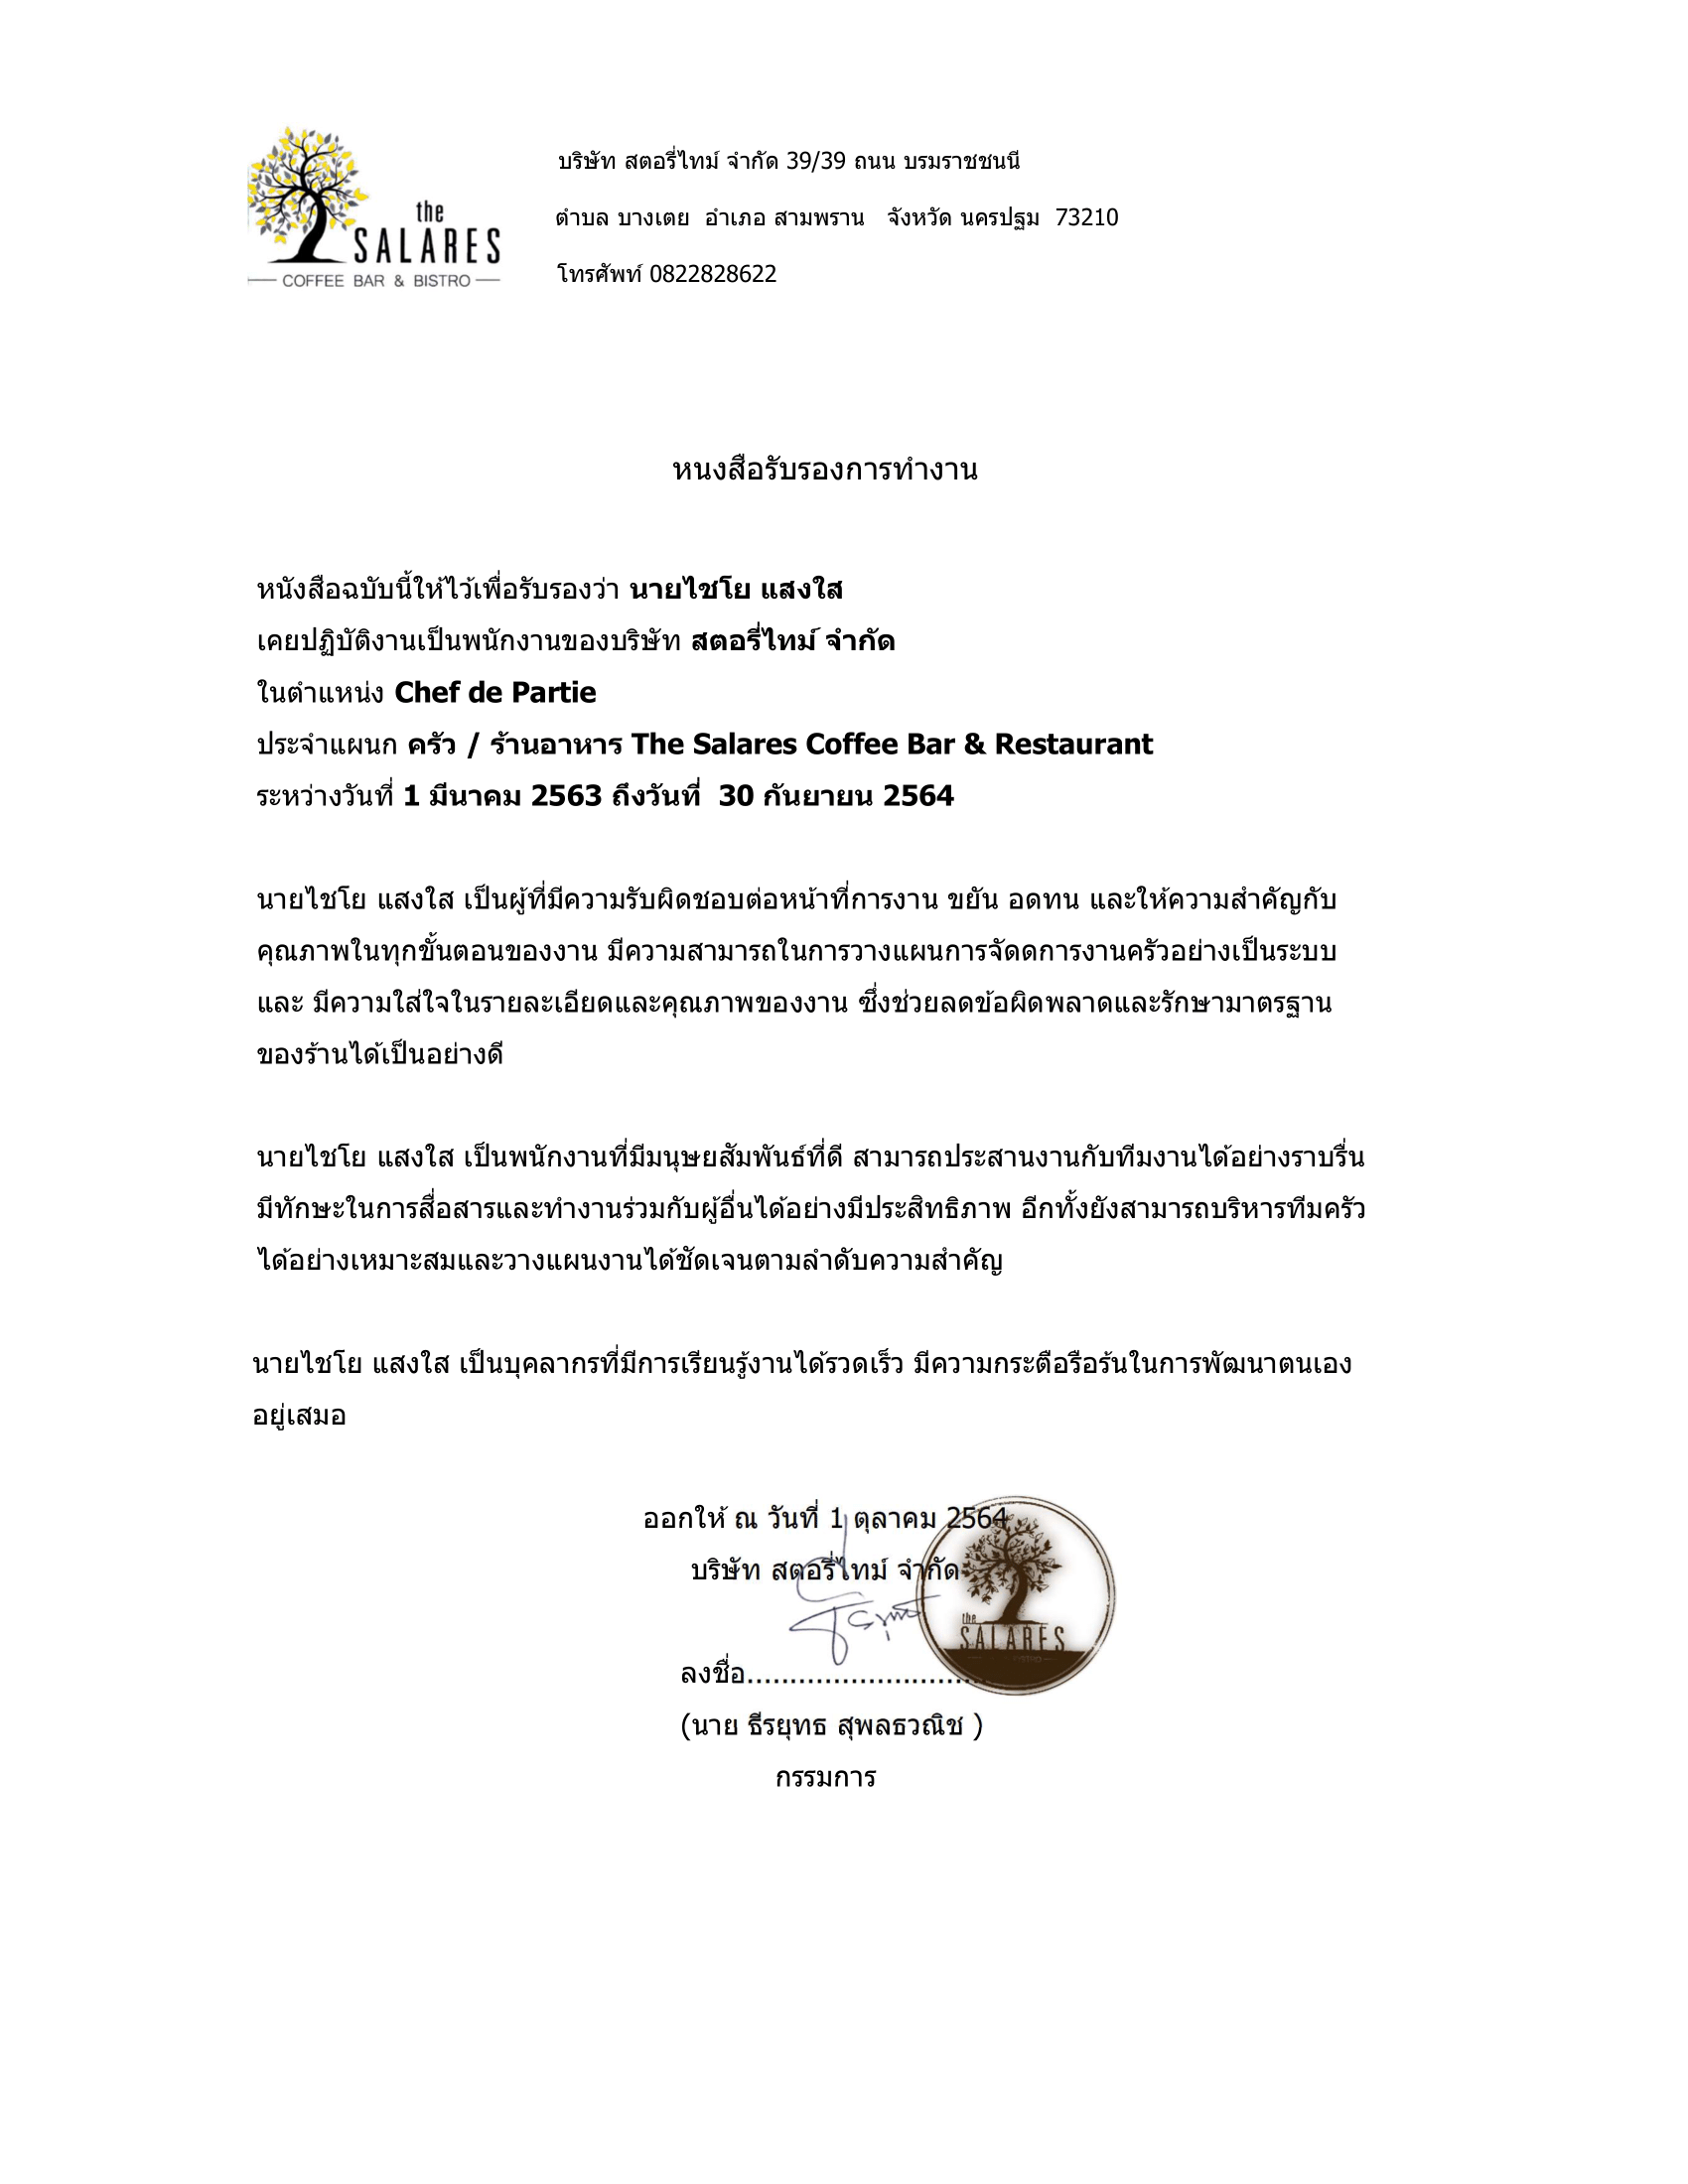 the
SALARES
COFFEE BAR & BISTRO
บริษัท สตอรี่ไทม์ จำกัด 39/39 ถนน บรมราชชนนี
ตำบล บางเตย อำเภอ สามพราน จังหวัด นครปฐม 73210
โทรศัพท์ 0822828622
หนงสือรับรองการทำงาน
หนังสือฉบับนี้ให้ไว้เพื่อรับรองว่า นายไชโย แสงใส
เคยปฏิบัติงานเป็นพนักงานของบริษัท สตอรี่ไทม์ จำกัด
ในตำแหน่ง Chef de Partie
ประจำแผนก ครัว / ร้านอาหาร The Salares Coffee Bar & Restaurant
ระหว่างวันที่ 1 มีนาคม 2563 ถึงวันที่ 30 กันยายน 2564
นายไชโย แสงใส เป็นผู้ที่มีความรับผิดชอบต่อหน้าที่การงาน ขยัน อดทน และให้ความสำคัญกับ
คุณภาพในทุกขั้นตอนของงาน มีความสามารถในการวางแผนการจัดดการงานครัวอย่างเป็นระบบ
และ มีความใส่ใจในรายละเอียดและคุณภาพของงาน ซึ่งช่วยลดข้อผิดพลาดและรักษามาตรฐาน
ของร้านได้เป็นอย่างดี
นายไชโย แสงใส เป็นพนักงานที่มีมนุษยสัมพันธ์ที่ดี สามารถประสานงานกับทีมงานได้อย่างราบรื่น
มีทักษะในการสื่อสารและทำงานร่วมกับผู้อื่นได้อย่างมีประสิทธิภาพ อีกทั้งยังสามารถบริหารทีมครัว
ได้อย่างเหมาะสมและวางแผนงานได้ชัดเจนตามลำดับความสำคัญ
นายไชโย แสงใส เป็นบุคลากรที่มีการเรียนรู้งานได้รวดเร็ว มีความกระตือรือร้นในการพัฒนาตนเอง
อยู่เสมอ
ออกให้ ณ วันที่ 1 ตุลาคม 2564
บริษัท สตอรี่ไทม์ จำกัด
the
SALARES
ลงชื่อ...........................
(นาย ธีรยุทธ สุพลธวณิช )
กรรมการ